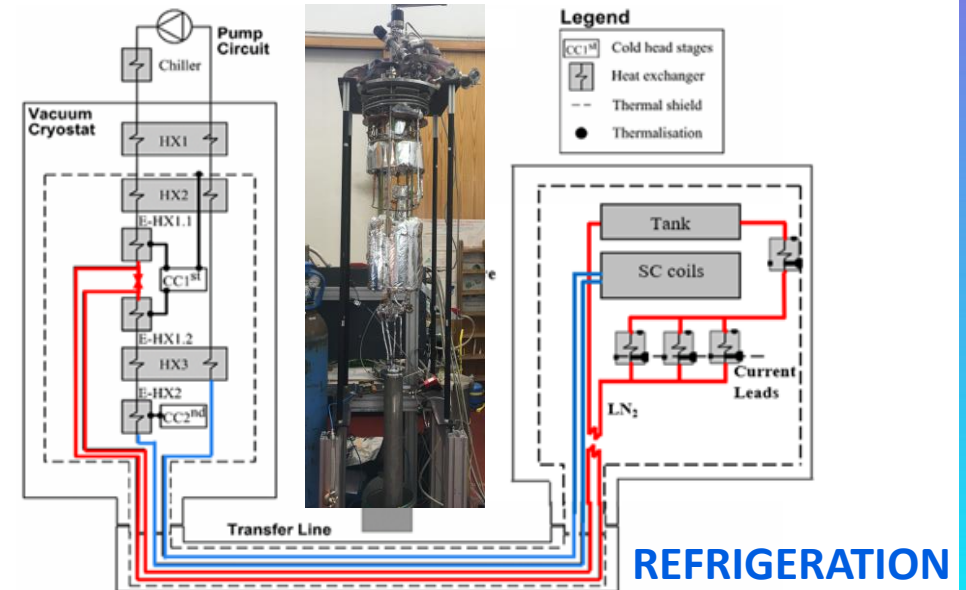 Pump
Circuit
Chiller
Vacuum
Cryostat
HX1
HX2
E-HX1.1
CC1st
E-HX1.2
HX3
E-HX2
CC2nd
Transfer Line
e
Legend
CC1st Cold head stages
Heat exchanger
Thermal shield
Thermalisation
Tank
SC coils
Current
Leads
LN2
REFRIGERATION